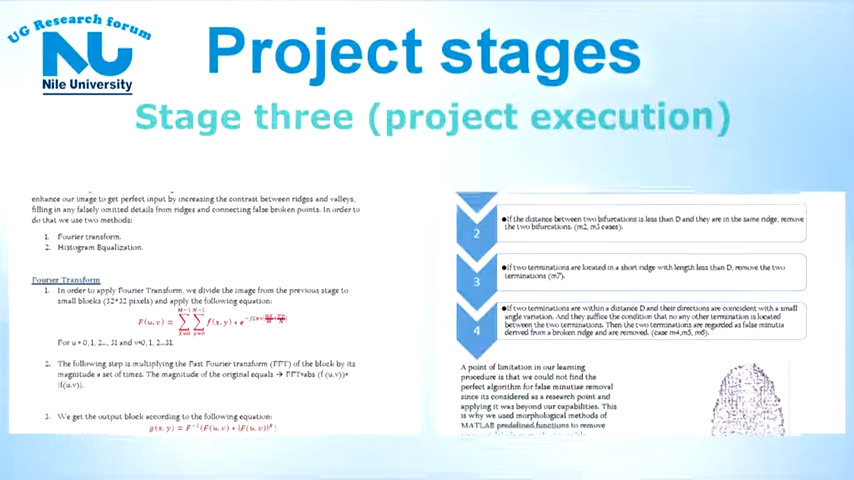 UG Research forum
NU
Nile University
Project stages
Stage three (project execution)
enhance our image to get perfect input by increasing the contrast between ridges and valleys,
filling in any falsely omitted details from ridges and connecting false broken points. In order to
do that we use two methods:
1. Fourier transform.
2. Histogram Equalization.
Fourier Transform
1. In order to apply Fourier Transform, we divide the image from the previous stage to
small blocks (32*32 pixels) and apply the following equation:
F(u,v) =
For u = 0, 1, 2..., 31 and v=0, 1, 2...31.
2. The following step is multiplying the Fast Fourier transform (FFT) of the block by its
magnitude a set of times. The magnitude of the original equals → FFT=abs (f (u,v))=
|f(u,v)|.
3. We get the output block according to the following equation:
2
●If the distance between two bifurcations is less than D and they are in the same ridge, remove
the two bifurcations. (m2, m3 cases).
3
●If two terminations are located in a short ridge with length less than D, remove the two
terminations (m7).
4
●If two terminations are within a distance D and their directions are coincident with a small
angle variation. And they suffice the condition that no any other termination is located
between the two terminations. Then the two terminations are regarded as false minutia
derived from a broken ridge and are removed. (case m4,m5, m6).
A point of limitation in our learning
procedure is that we could not find the
perfect algorithm for false minutiae removal
since its considered as a research point and
applying it was beyond our capabilities. This
is why we used morphological methods of
MATLAB predefined functions to remove